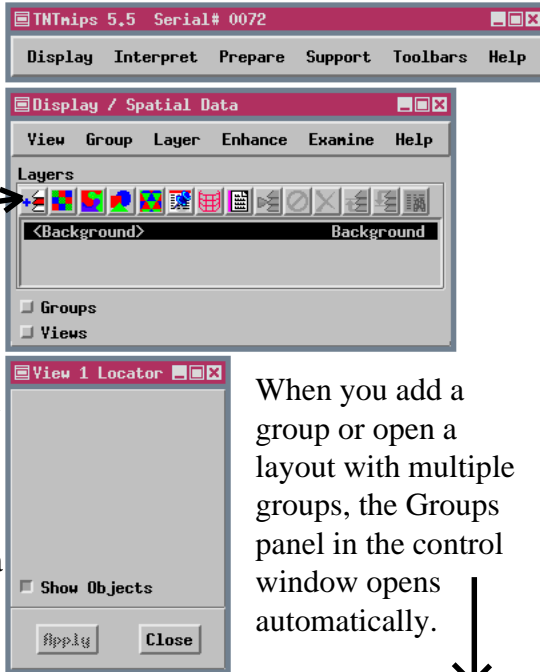 TNTmips 5.5 Serial# 0072
Display Interpret Prepare Support Toolbars Help
Display / Spatial Data
View Group Layer Enhance Examine Help
Layers
<Background> Background
Groups
Views
View 1 Locator
Show Objects
Apply Close
When you add a
group or open a
layout with multiple
groups, the Groups
panel in the control
window opens
automatically.